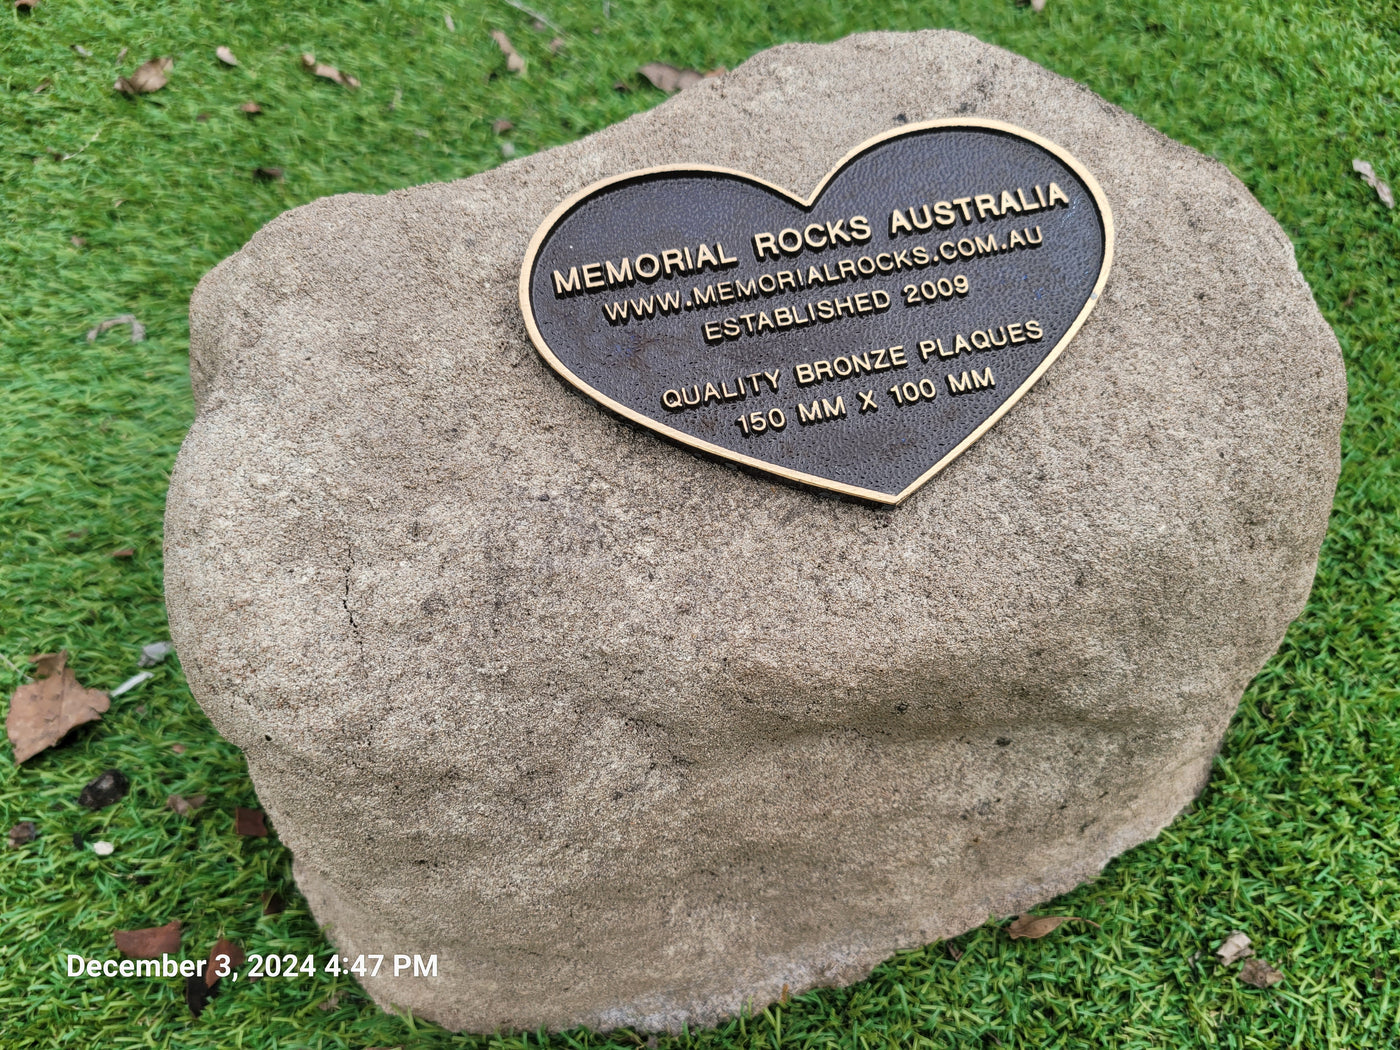 MEMORIAL ROCKS AUSTRALIA
WWW.MEMORIALROCKS.COM.AU
ESTABLISHED 2009
QUALITY BRONZE PLAQUES
150 MM X 100 MM
December 3, 2024 4:47 PM